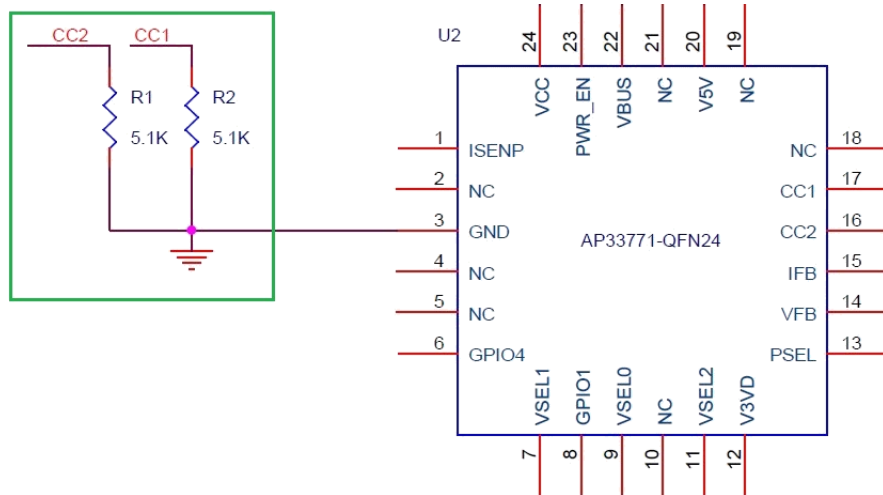 CC2 CC1
R1
5.1K
R2
5.1K
U2
24
23
22
21
20
19
VCC
PWR_EN
VBUS
NC
V5V
NC
1 ISENP
2 NC
3 GND
4 NC
5 NC
6 GPIO4
AP33771-QFN24
NC 18
CC1 17
CC2 16
IFB 15
VFB 14
PSEL 13
VSEL1
GPIO1
VSEL0
NC
VSEL2
V3VD
7
8
9
10
11
12